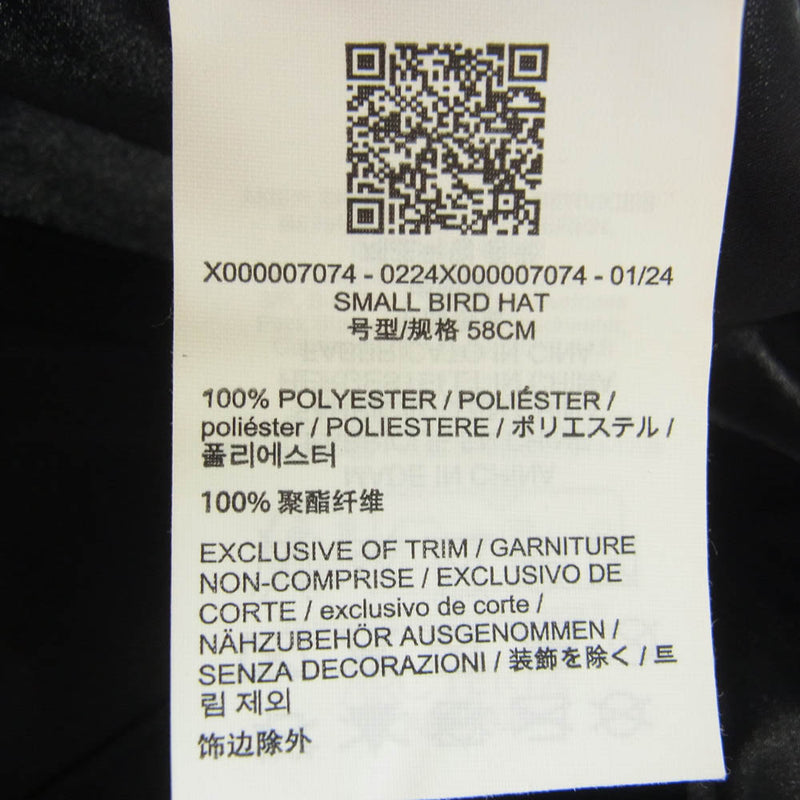 X000007074 - 0224X000007074 - 01/24
SMALL BIRD HAT
号型/规格 58CM
100% POLYESTER / POLIÉSTER /
poliéster / POLIESTERE / ポリエステル /
폴리에스터
100% 聚酯纤维
EXCLUSIVE OF TRIM / GARNITURE
NON-COMPRISE / EXCLUSIVO DE
CORTE / exclusivo de corte /
NÄHZUBEHÖR AUSGENOMMEN /
SENZA DECORAZIONI / 装飾を除く / 트
림 제외
饰边除外